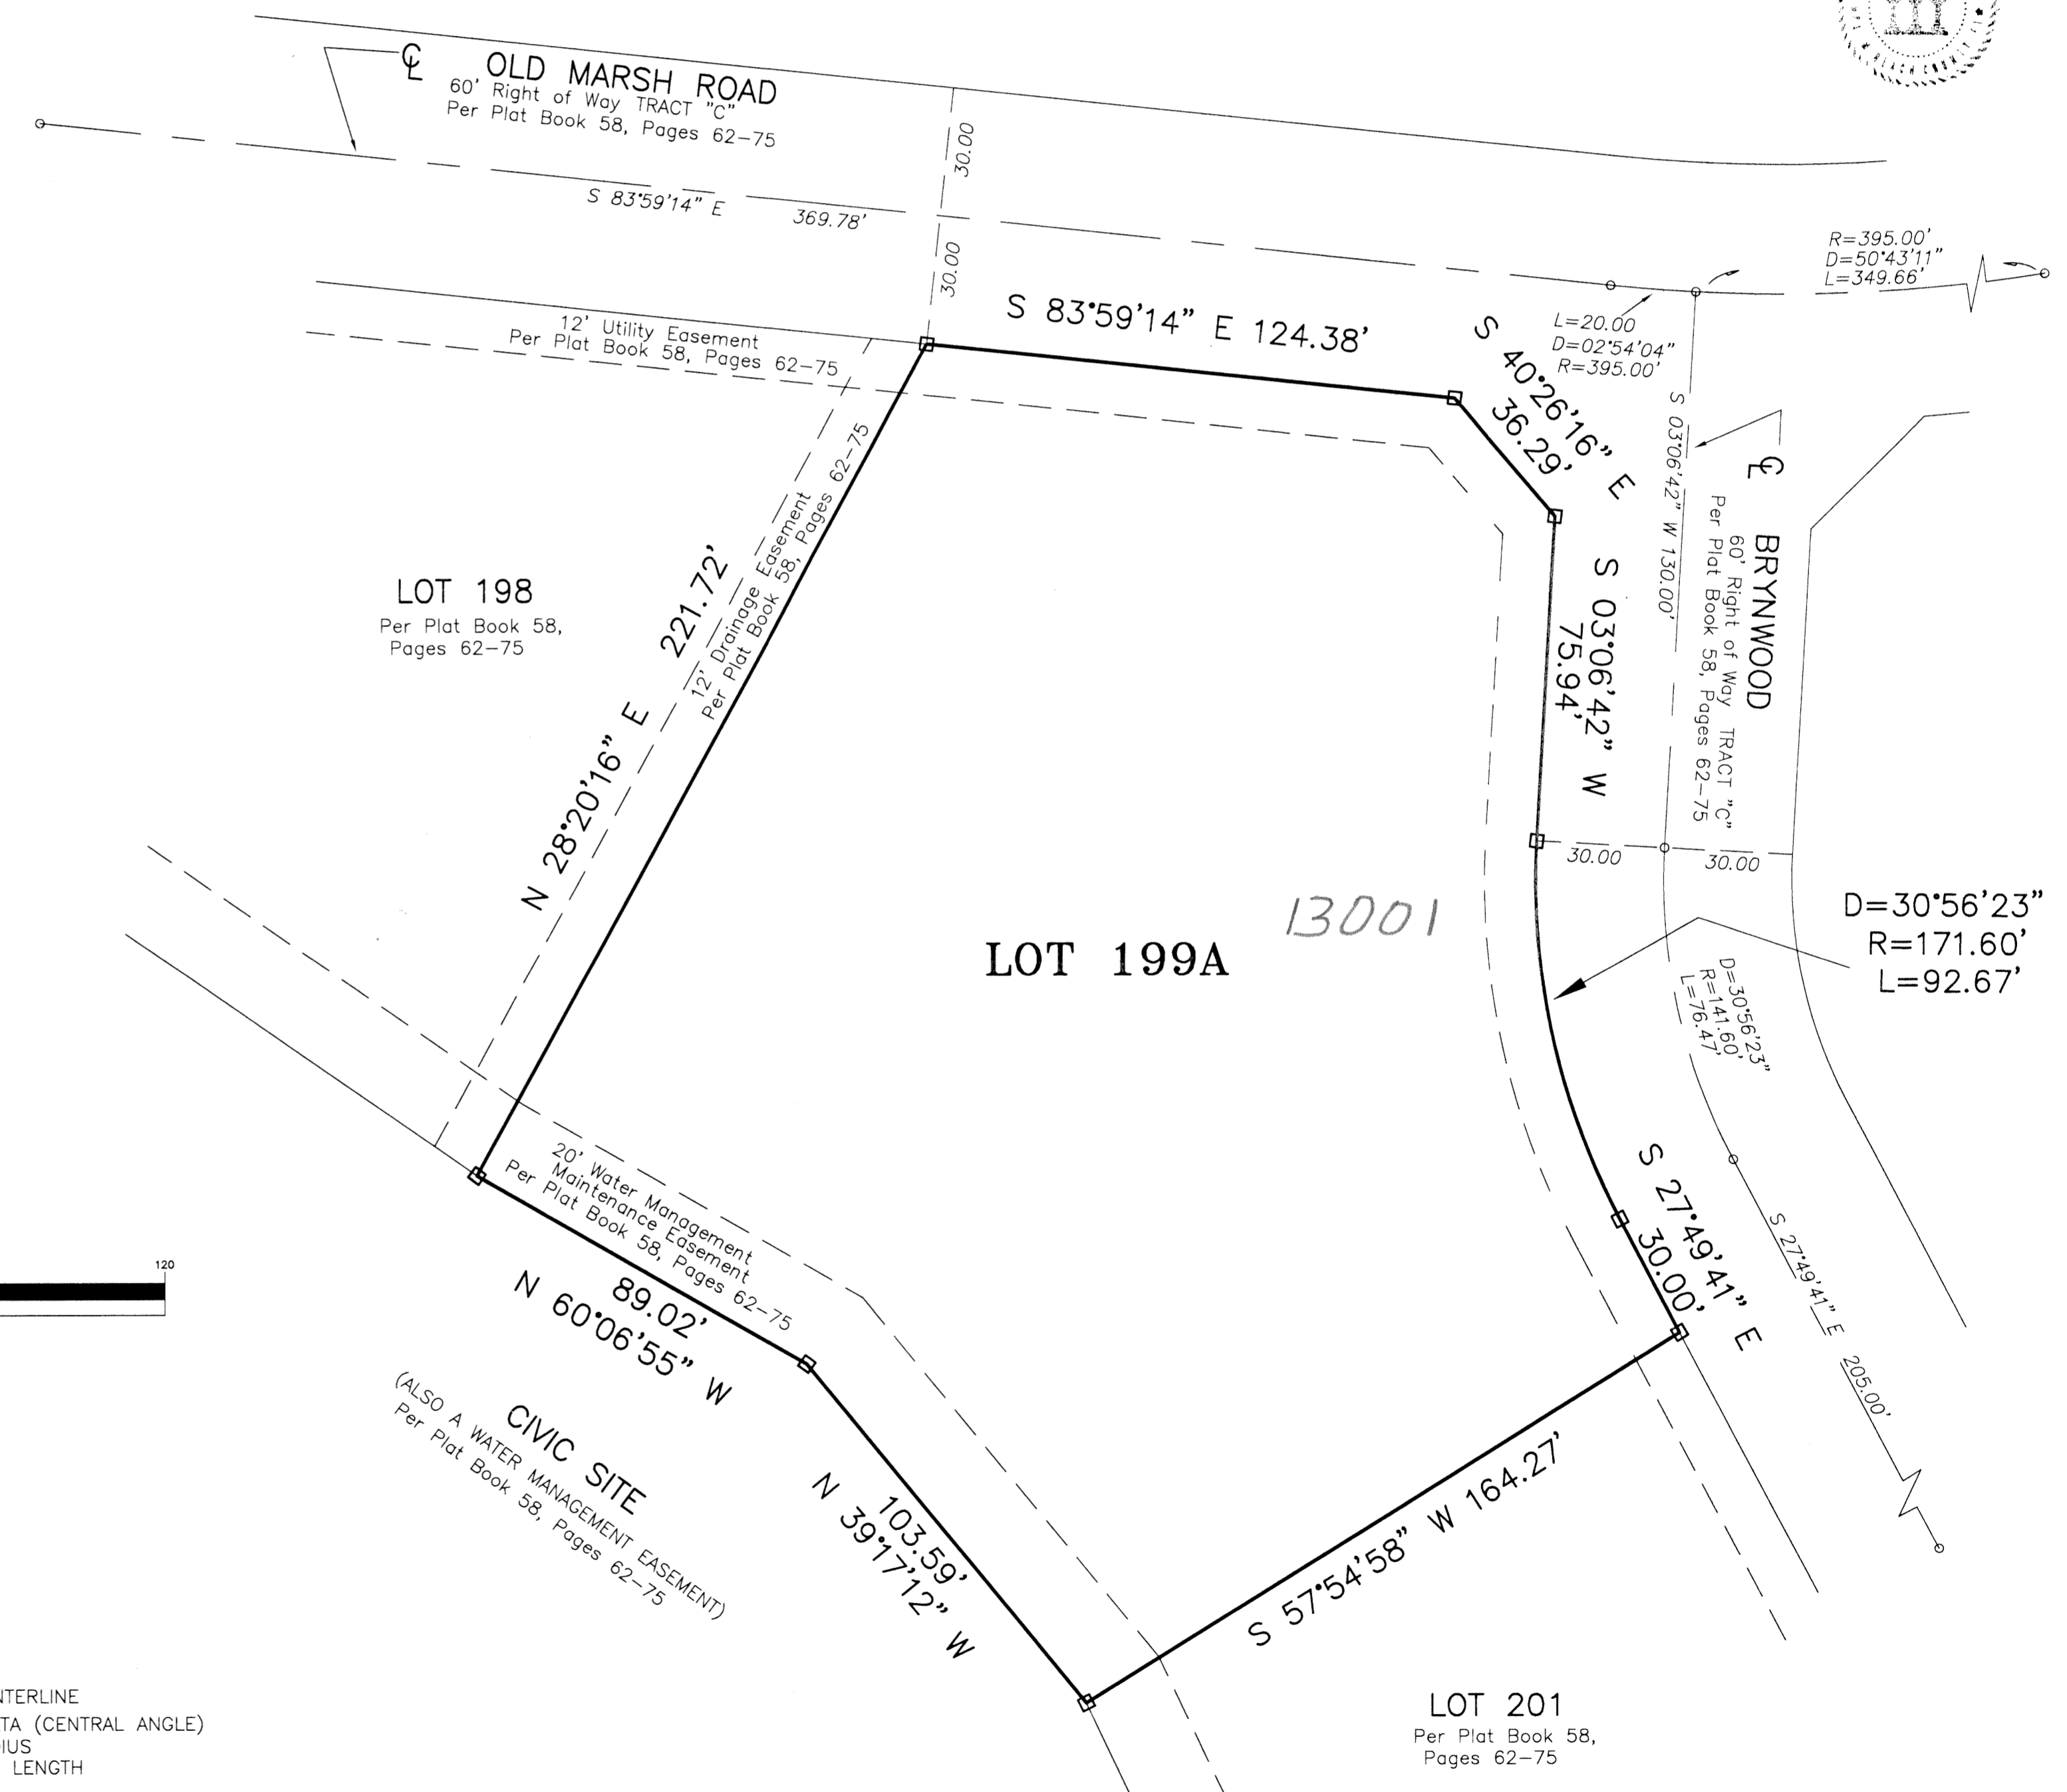 ℄ OLD MARSH ROAD
60' Right of Way TRACT "C"
Per Plat Book 58, Pages 62-75
30.00
S 83°59'14" E 369.78'
30.00
R=395.00'
D=50°43'11"
L=349.66'
12' Utility Easement
Per Plat Book 58, Pages 62-75
S 83°59'14" E 124.38'
L=20.00
D=02°54'04"
R=395.00'
S 40°26'16" E
36.29'
S 03°06'42" W 130.00'
℄ BRYNWOOD
60' Right of Way TRACT "C"
Per Plat Book 58, Pages 62-75
LOT 198
Per Plat Book 58,
Pages 62-75
N 28°20'16" E 221.72'
12' Drainage Easement
Per Plat Book 58, Pages 62-75
S 03°06'42" W
75.94'
30.00
30.00
13001
LOT 199A
D=30°56'23"
R=171.60'
L=92.67'
D=30°56'23"
R=141.60'
L=76.47'
20' Water Management
Maintenance Easement
Per Plat Book 58, Pages 62-75
S 27°49'41" E
30.00'
S 27°49'41" E 205.00'
120
89.02'
N 60°06'55" W
CIVIC SITE
(ALSO A WATER MANAGEMENT EASEMENT)
Per Plat Book 58, Pages 62-75
103.59'
N 39°17'12" W
S 57°54'58" W 164.27'
LOT 201
Per Plat Book 58,
Pages 62-75
NTERLINE
TA (CENTRAL ANGLE)
IUS
LENGTH